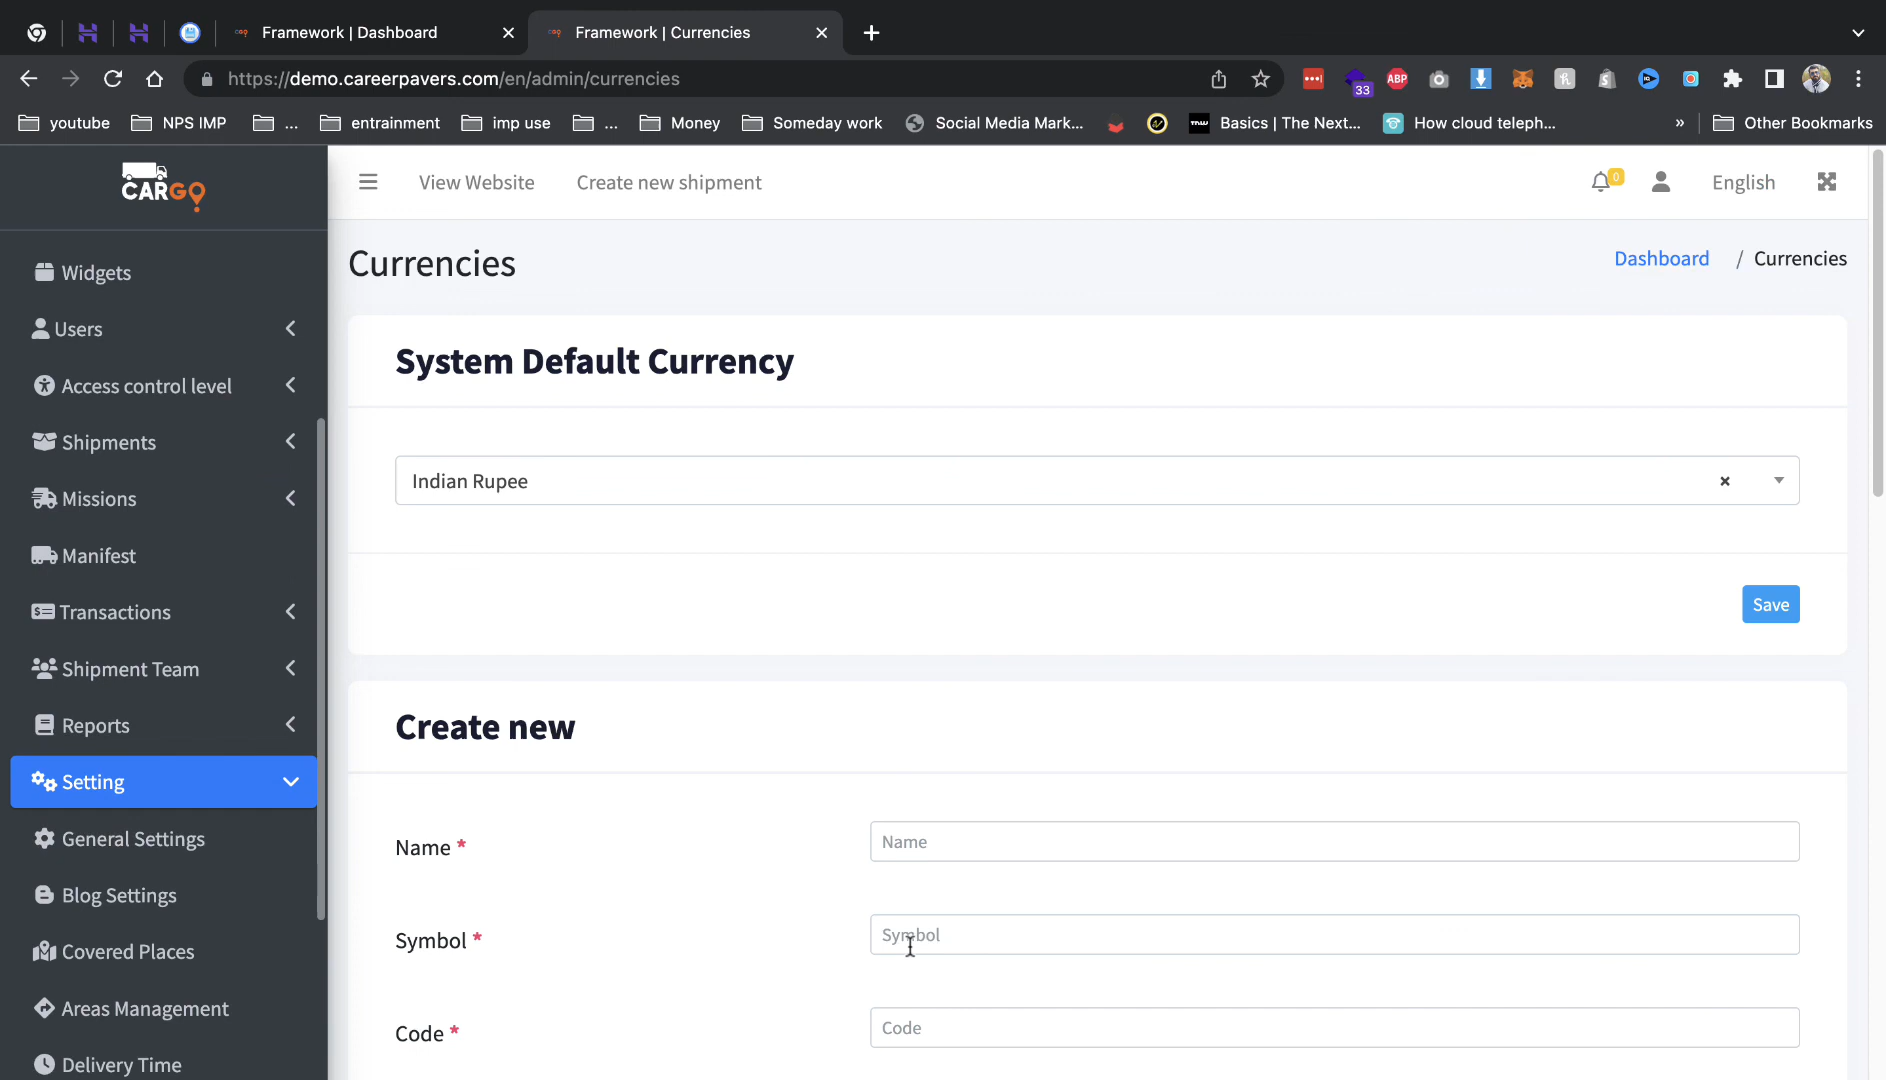 Framework | Dashboard
Framework | Currencies
https://demo.careerpavers.com/en/admin/currencies
ABP
33
youtube
NPS IMP
...
entrainment
imp use
...
Money
Someday work
Social Media Mark...
TNW
Basics | The Next...
How cloud teleph...
»
Other Bookmarks
CARGO
View Website
Create new shipment
0
English
Currencies
Dashboard / Currencies
Widgets
Users
Access control level
Shipments
Missions
Manifest
Transactions
Shipment Team
Reports
Setting
General Settings
Blog Settings
Covered Places
Areas Management
Delivery Time
System Default Currency
Indian Rupee
Save
Create new
Name *
Name
Symbol *
Symbol
Code *
Code